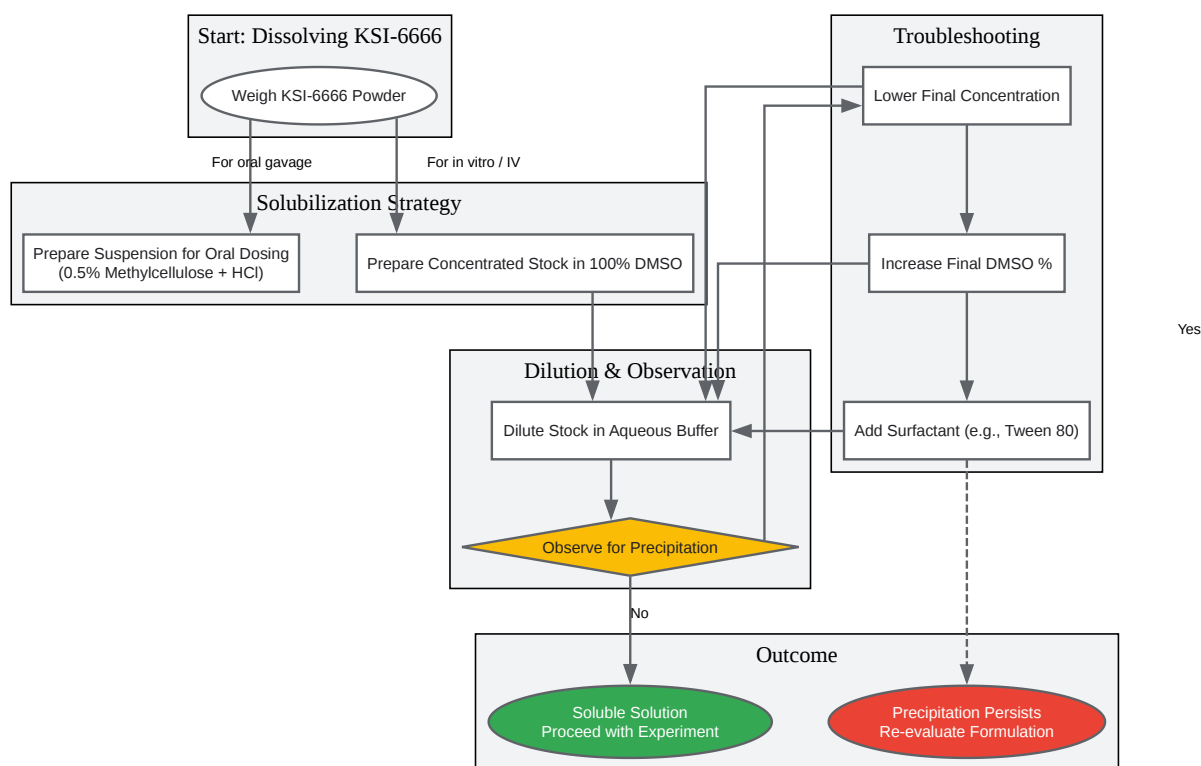 Start: Dissolving KSI-6666
Weigh KSI-6666 Powder
For oral gavage
For in vitro / IV
Solubilization Strategy
Prepare Suspension for Oral Dosing
(0.5% Methylcellulose + HCl)
Prepare Concentrated Stock in 100% DMSO
Troubleshooting
Lower Final Concentration
Increase Final DMSO %
Add Surfactant (e.g., Tween 80)
Yes
Dilution & Observation
Dilute Stock in Aqueous Buffer
Observe for Precipitation
No
Outcome
Soluble Solution
Proceed with Experiment
Precipitation Persists
Re-evaluate Formulation